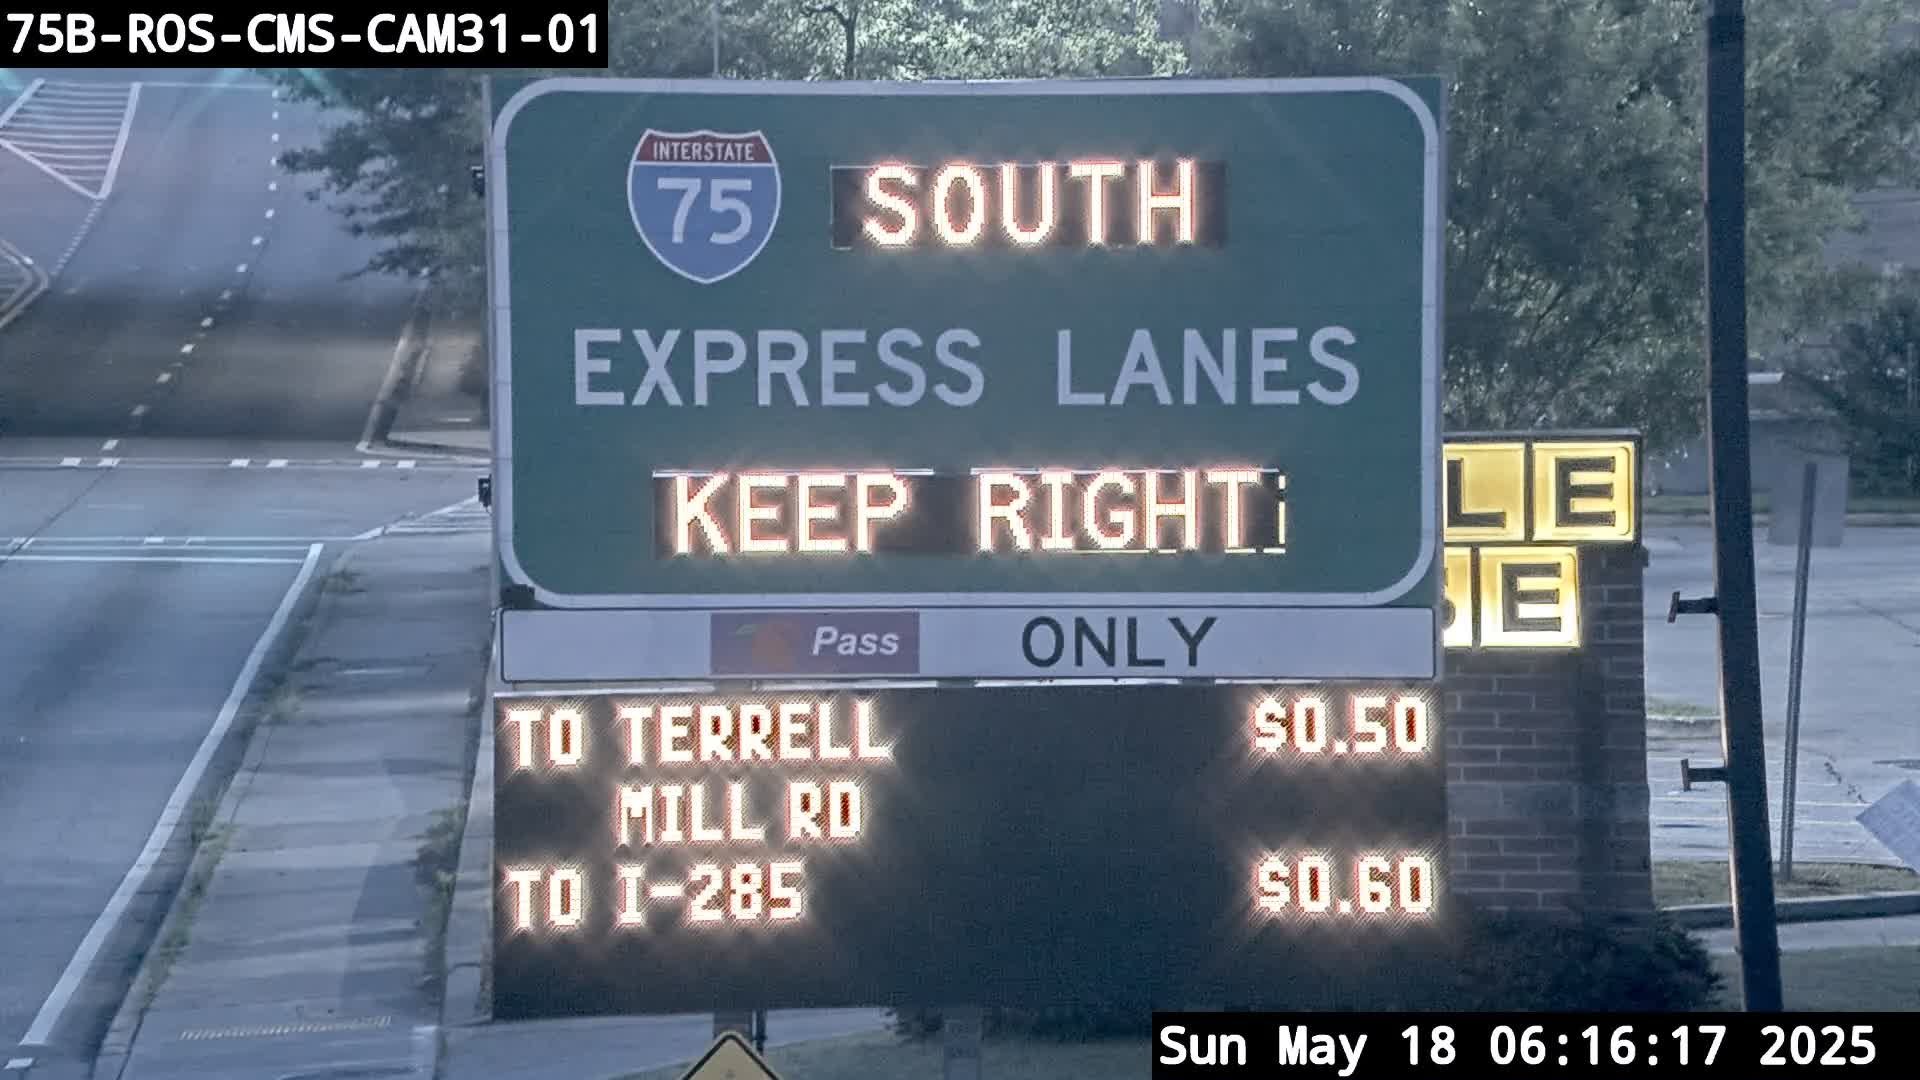 75B-ROS-CMS-CAM31-01
INTERSTATE
75
SOUTH
EXPRESS LANES
KEEP RIGHT
Pass ONLY
TO TERRELL $0.50
MILL RD
TO I-285 $0.60
LE
E
Sun May 18 06:16:17 2025